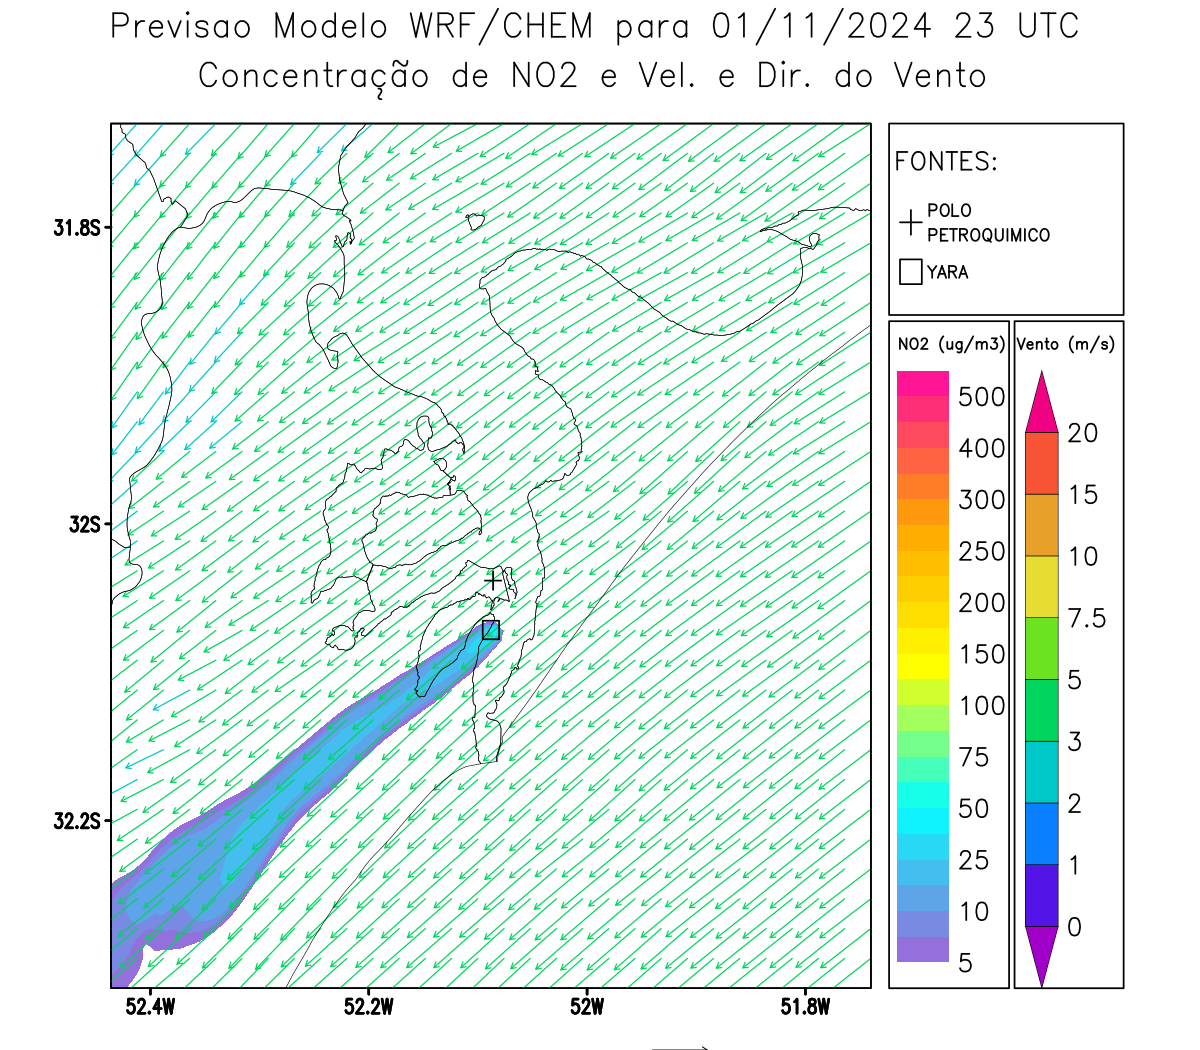 Previsao Modelo WRF/CHEM para 01/11/2024 23 UTC
Concentração de NO2 e Vel. e Dir. do Vento
FONTES:
POLO
PETROQUIMICO
YARA
31.8S
32S
32.2S
52.4W
52.2W
52W
51.8W
NO2 (ug/m3)
500
400
300
250
200
150
100
75
50
25
10
5
Vento (m/s)
20
15
10
7.5
5
3
2
1
0